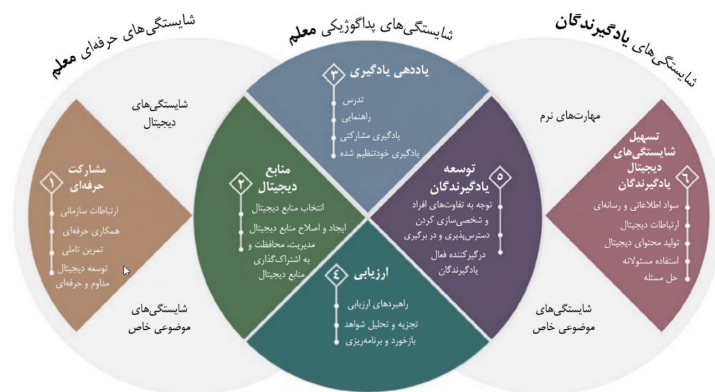 شایستگی‌های یادگیرندگان
شایستگی‌های پداگوژیکی معلم
شایستگی‌های حرفه‌ای معلم
شایستگی‌های
دیجیتال
مشارکت
حرفه‌ای
۱
ارتباطات سازمانی
همکاری حرفه‌ای
تمرین تاملی
توسعه دیجیتال
مداوم و حرفه‌ای
شایستگی‌های
موضوعی خاص
منابع
دیجیتال
۲
انتخاب منابع دیجیتال
ایجاد و اصلاح منابع دیجیتال
مدیریت، محافظت و
به اشتراک‌گذاری
منابع دیجیتال
یاددهی یادگیری
۳
تدرس
راهنمایی
یادگیری مشارکتی
یادگیری خودتنظیم شده
ارزیابی
۴
راهبردهای ارزیابی
تجزیه و تحلیل شواهد
بازخورد و برنامه‌ریزی
توسعه
یادگیرندگان
۵
توجه به تفاوت‌های افراد
و شخصی‌سازی کردن
دسترس‌پذیری و در برگیری
درگیرکننده فعال
یادگیرندگان
مهارت‌های نرم
تسهیل
شایستگی‌های
دیجیتال
یادگیرندگان
۶
سواد اطلاعاتی و رسانه‌ای
ارتباطات دیجیتال
تولید محتوای دیجیتال
استفاده مسئولانه
حل مسئله
شایستگی‌های
موضوعی خاص